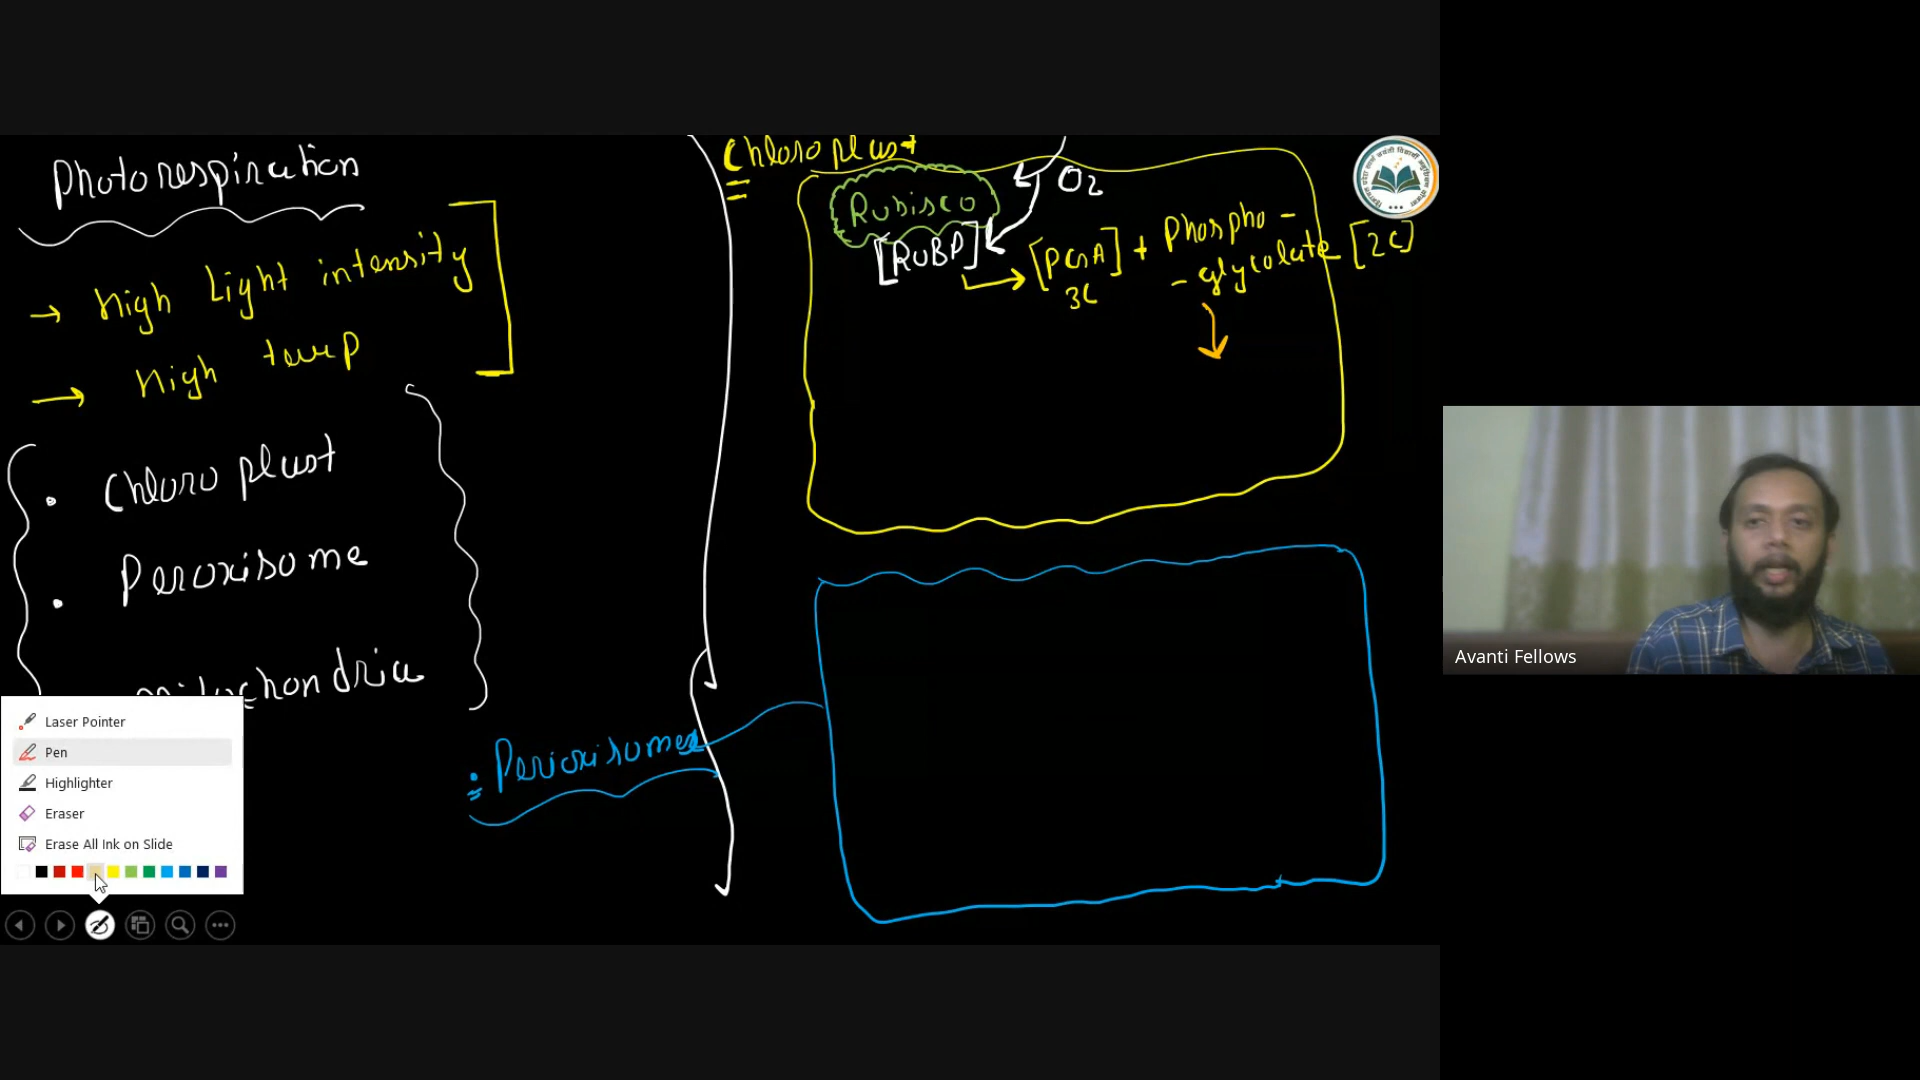 Photorespiration
→ High Light intensity
→ High temp
• Chloroplast
• Peroxisome
mitochondria
: Perioxisomes
Chloroplast
Rubisco
O2
[RuBP]
→ [PGA] + Phospho -
3C
- glycolate [2C]
Laser Pointer
Pen
Highlighter
Eraser
Erase All Ink on Slide
Avanti Fellows